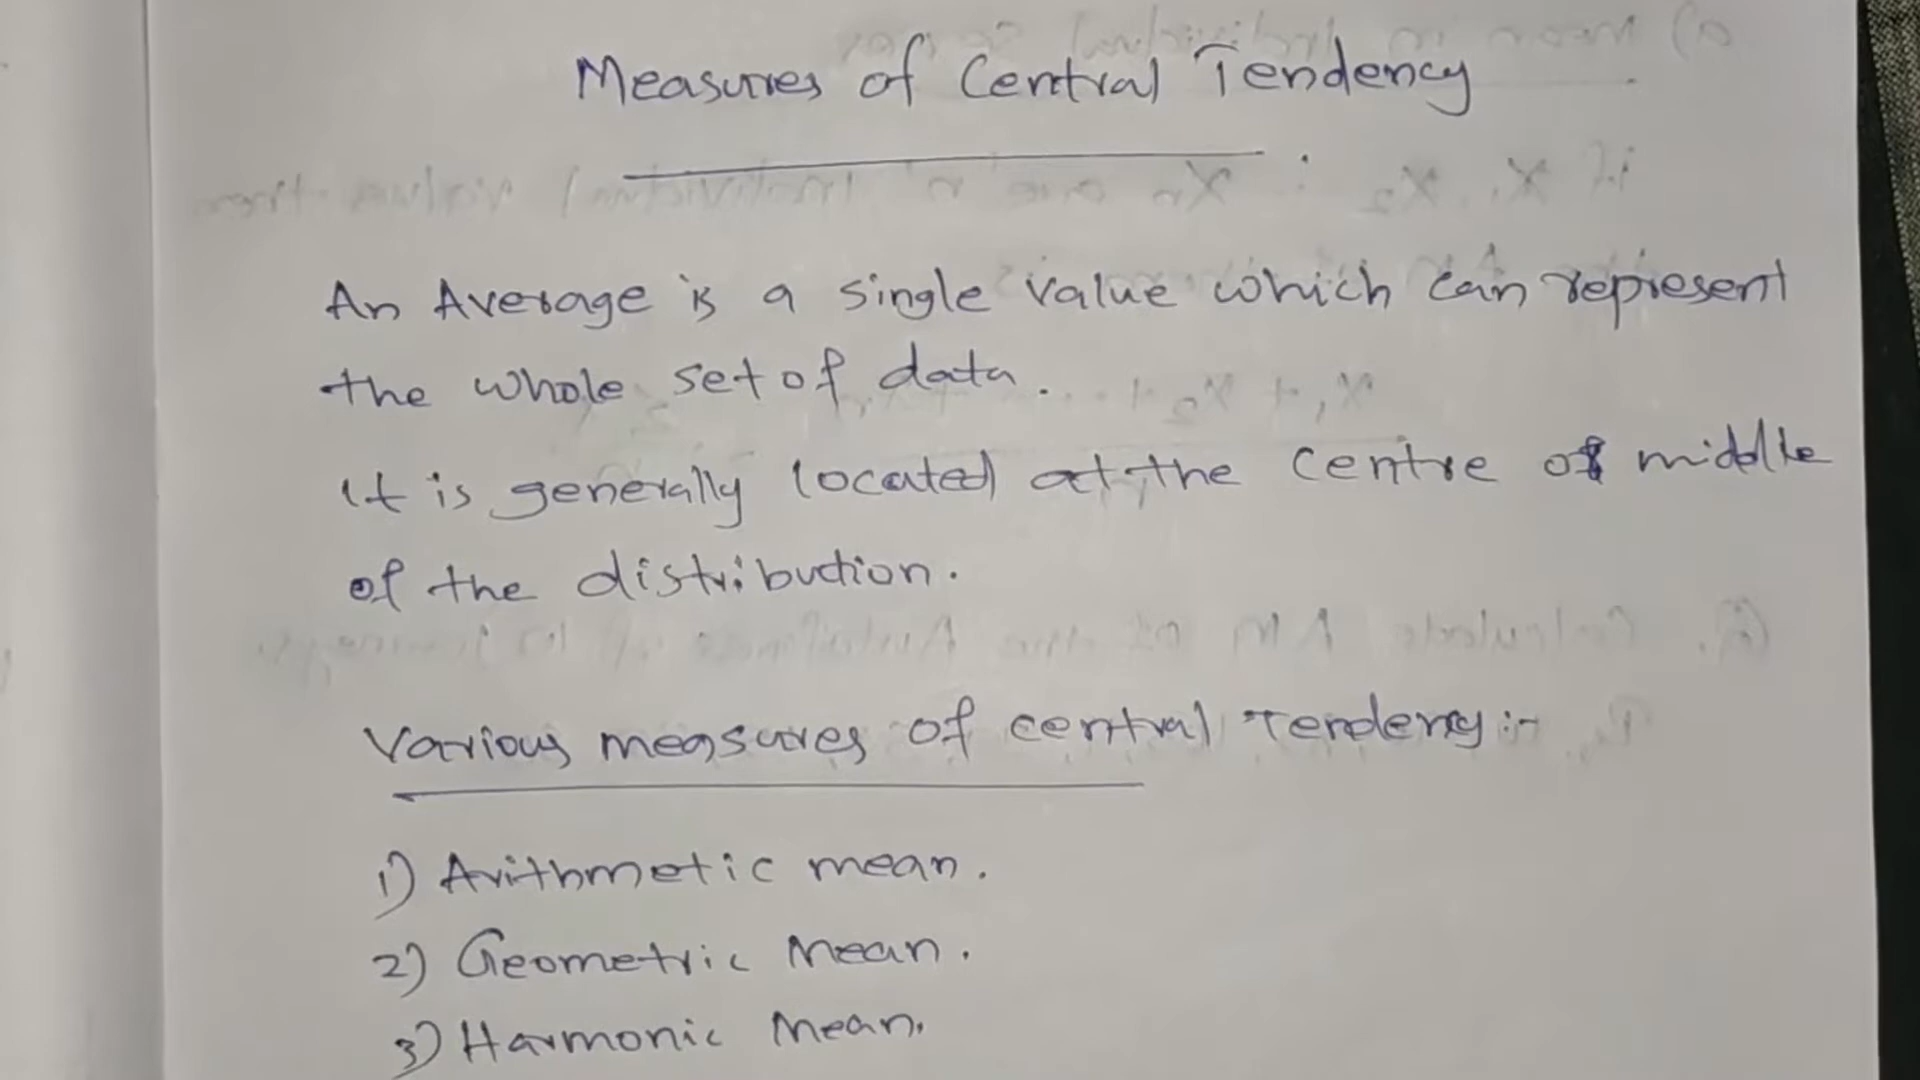 Measures of Central Tendency
An Average is a single value which can represent
the whole set of data.
It is generally located at the centre of middle
of the distribution.
Various measures of central Tendency :-
1) Arithmetic mean.
2) Geometric Mean.
3) Harmonic Mean.